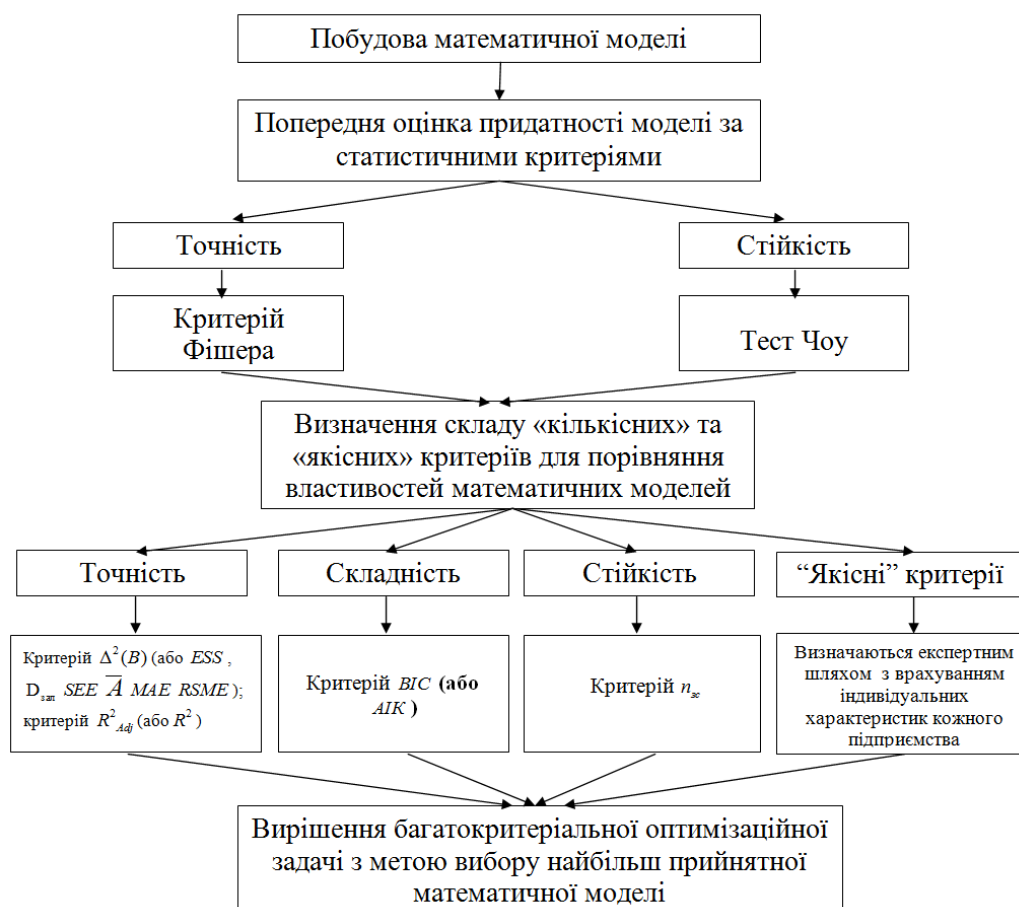 Побудова математичної моделі
Попередня оцінка придатності моделі за
статистичними критеріями
Точність
Стійкість
Критерій
Фішера
Тест Чоу
Визначення складу «кількісних» та
«якісних» критеріїв для порівняння
властивостей математичних моделей
Точність
Складність
Стійкість
“Якісні” критерії
Критерій Δ²(B) (або ESS ,
D зал SEE A̅ MAE RSME );
критерій R²Adj (або R² )
Критерій BIC (або
AIK )
Критерій n зс
Визначаються експертним
шляхом з врахуванням
індивідуальних
характеристик кожного
підприємства
Вирішення багатокритеріальної оптимізаційної
задачі з метою вибору найбільш прийнятної
математичної моделі